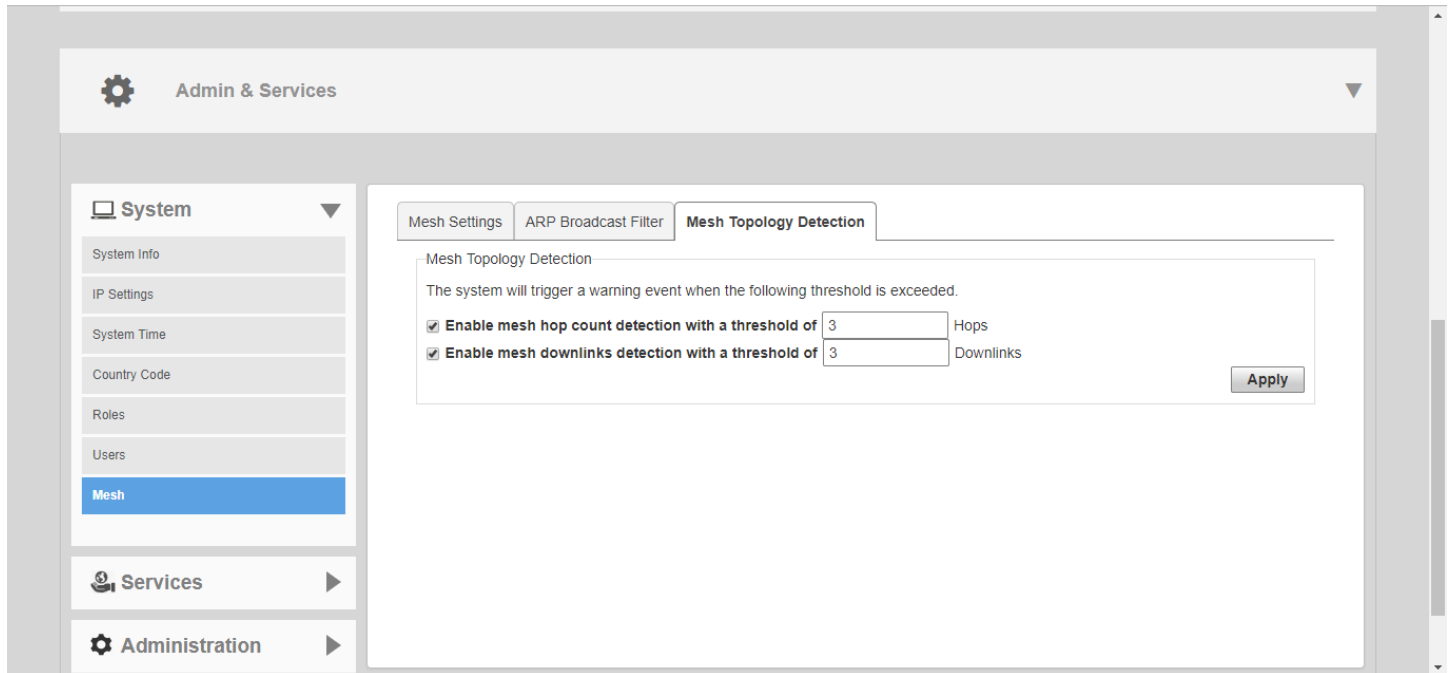 Admin & Services
System
System Info
IP Settings
System Time
Country Code
Roles
Users
Mesh
Services
Administration
Mesh Settings ARP Broadcast Filter Mesh Topology Detection
Mesh Topology Detection
The system will trigger a warning event when the following threshold is exceeded.
Enable mesh hop count detection with a threshold of 3 Hops
Enable mesh downlinks detection with a threshold of 3 Downlinks
Apply